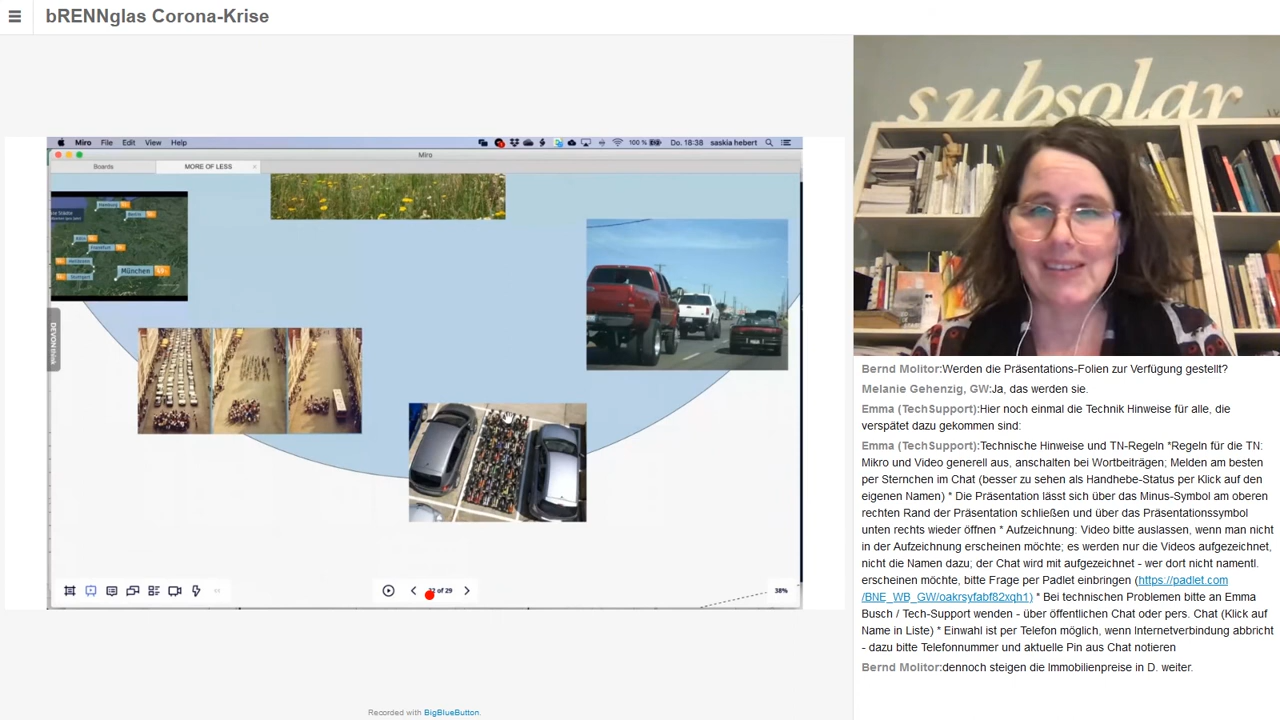 bRENNglas Corona-Krise
Miro File Edit View Help
100 % Do. 18:38 saskia hebert
Miro
Boards MORE OF LESS
Hamburg
Berlin
Köln
Frankfurt
Stuttgart
München
of 29
38%
subsolar
Bernd Molitor:Werden die Präsentations-Folien zur Verfügung gestellt?
Melanie Gehenzig, GW:Ja, das werden sie.
Emma (TechSupport):Hier noch einmal die Technik Hinweise für alle, die
verspätet dazu gekommen sind:
Emma (TechSupport):Technische Hinweise und TN-Regeln *Regeln für die TN:
Mikro und Video generell aus, anschalten bei Wortbeiträgen; Melden am besten
per Sternchen im Chat (besser zu sehen als Handhebe-Status per Klick auf den
eigenen Namen) * Die Präsentation lässt sich über das Minus-Symbol am oberen
rechten Rand der Präsentation schließen und über das Präsentationssymbol
unten rechts wieder öffnen * Aufzeichnung: Video bitte auslassen, wenn man nicht
in der Aufzeichnung erscheinen möchte; es werden nur die Videos aufgezeichnet,
nicht die Namen dazu; der Chat wird mit aufgezeichnet - wer dort nicht namentl.
erscheinen möchte, bitte Frage per Padlet einbringen (https://padlet.com
/BNE_WB_GW/oakrsyfabf82xqh1) * Bei technischen Problemen bitte an Emma
Busch / Tech-Support wenden - über öffentlichen Chat oder pers. Chat (Klick auf
Name in Liste) * Einwahl ist per Telefon möglich, wenn Internetverbindung abbricht
- dazu bitte Telefonnummer und aktuelle Pin aus Chat notieren
Bernd Molitor:dennoch steigen die Immobilienpreise in D. weiter.
Recorded with BigBlueButton.